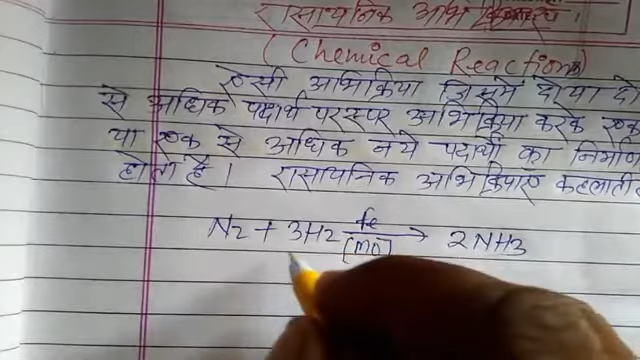 रासायनिक अभिक्रियाएँ
(Chemical Reactions)
ऐसी अभिक्रिया जिसमें दो या दो
से अधिक पदार्थ परस्पर अभिक्रिया करके एक
या एक से अधिक नये पदार्थों का निर्माण
होता है। रासायनिक अभिक्रियाएँ कहलाती
N2 + 3H2 fe [MO] → 2NH3